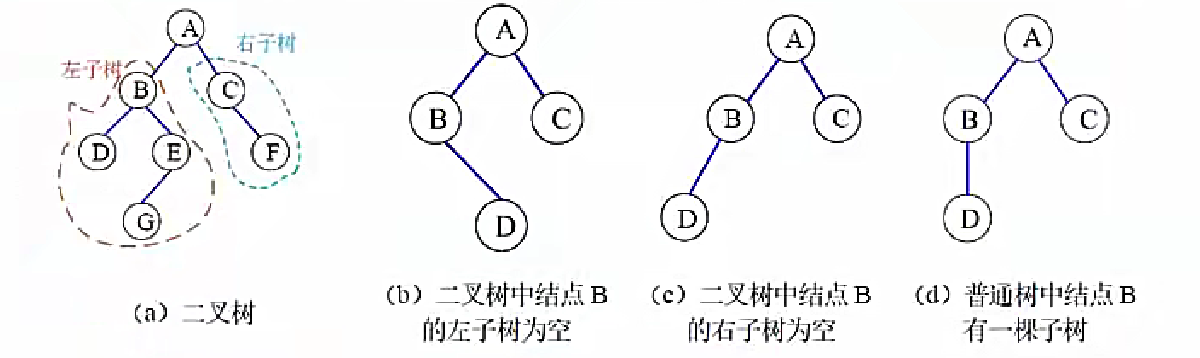 A
右子树
左子树
B
C
D
E
F
G
(a) 二叉树
A
B
C
D
(b) 二叉树中结点 B
的左子树为空
A
B
C
D
(c) 二叉树中结点 B
的右子树为空
A
B
C
D
(d) 普通树中结点 B
有一棵子树